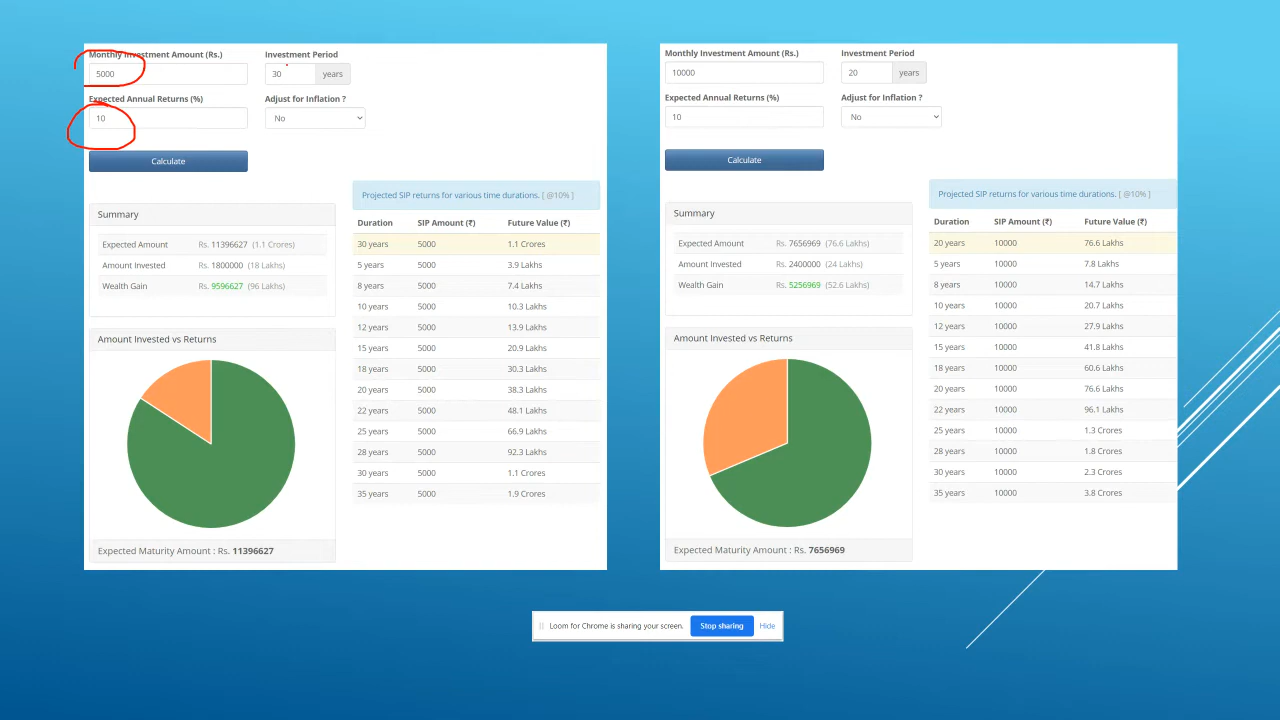 Monthly Investment Amount (Rs.) Investment Period
5000 30 years
Expected Annual Returns (%) Adjust for Inflation ?
10 No
Calculate
Projected SIP returns for various time durations. [ @10% ]
Summary
Expected Amount Rs. 11396627 (1.1 Crores)
Amount Invested Rs. 1800000 (18 Lakhs)
Wealth Gain Rs. 9596627 (96 Lakhs)
Duration SIP Amount (₹) Future Value (₹)
30 years 5000 1.1 Crores
5 years 5000 3.9 Lakhs
8 years 5000 7.4 Lakhs
10 years 5000 10.3 Lakhs
12 years 5000 13.9 Lakhs
15 years 5000 20.9 Lakhs
18 years 5000 30.3 Lakhs
20 years 5000 38.3 Lakhs
22 years 5000 48.1 Lakhs
25 years 5000 66.9 Lakhs
28 years 5000 92.3 Lakhs
30 years 5000 1.1 Crores
35 years 5000 1.9 Crores
Amount Invested vs Returns
Expected Maturity Amount : Rs. 11396627
Monthly Investment Amount (Rs.) Investment Period
10000 20 years
Expected Annual Returns (%) Adjust for Inflation ?
10 No
Calculate
Projected SIP returns for various time durations. [ @10% ]
Summary
Expected Amount Rs. 7656969 (76.6 Lakhs)
Amount Invested Rs. 2400000 (24 Lakhs)
Wealth Gain Rs. 5256969 (52.6 Lakhs)
Duration SIP Amount (₹) Future Value (₹)
20 years 10000 76.6 Lakhs
5 years 10000 7.8 Lakhs
8 years 10000 14.7 Lakhs
10 years 10000 20.7 Lakhs
12 years 10000 27.9 Lakhs
15 years 10000 41.8 Lakhs
18 years 10000 60.6 Lakhs
20 years 10000 76.6 Lakhs
22 years 10000 96.1 Lakhs
25 years 10000 1.3 Crores
28 years 10000 1.8 Crores
30 years 10000 2.3 Crores
35 years 10000 3.8 Crores
Amount Invested vs Returns
Expected Maturity Amount : Rs. 7656969
Loom for Chrome is sharing your screen. Stop sharing Hide